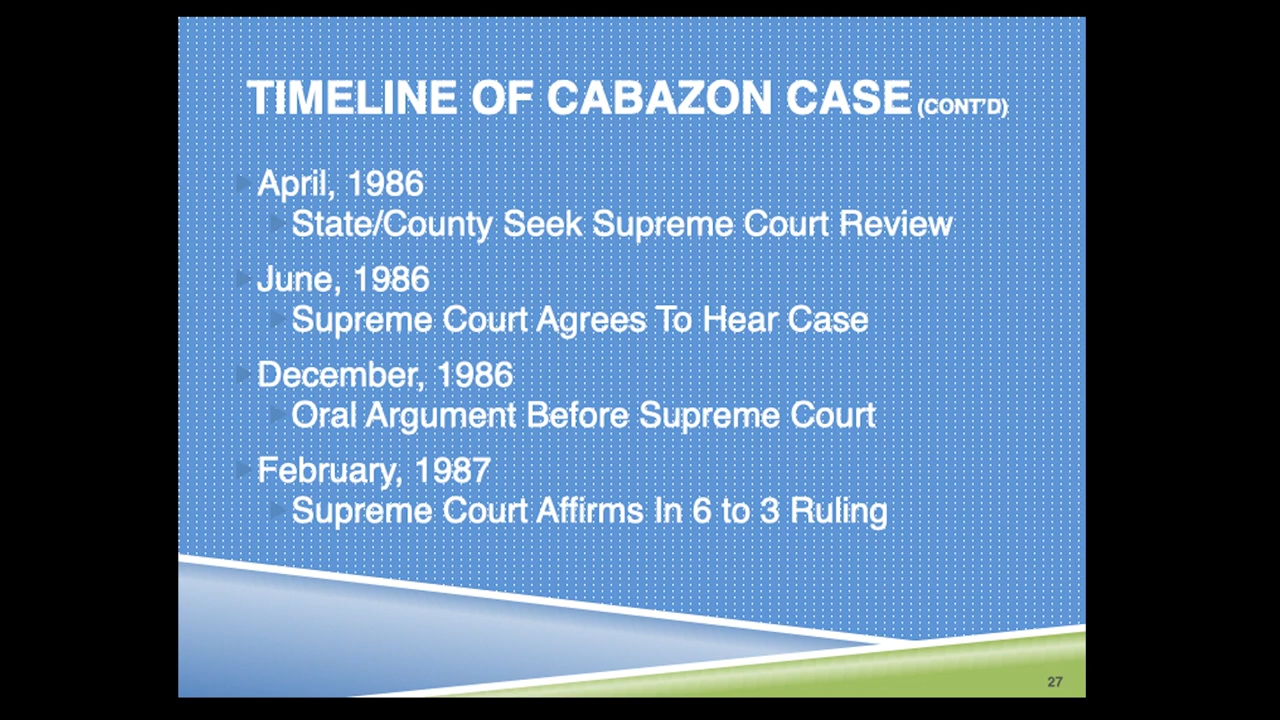 TIMELINE OF CABAZON CASE (CONT'D)
April, 1986
State/County Seek Supreme Court Review
June, 1986
Supreme Court Agrees To Hear Case
December, 1986
Oral Argument Before Supreme Court
February, 1987
Supreme Court Affirms In 6 to 3 Ruling
27